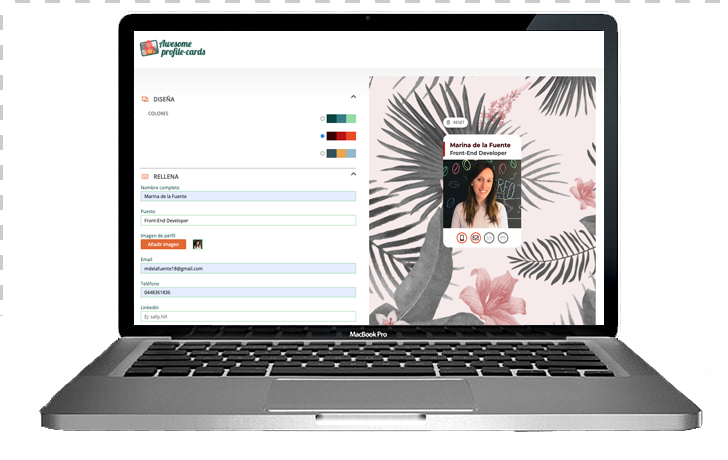 Awesome
profile-cards
DISEÑA
COLORES
RELLENA
Nombre completo
Marina de la Fuente
Puesto
Front-End Developer
Imagen de perfil
Añadir imagen
Email
mdelafuente18@gmail.com
Teléfono
0448361836
Linkedin
Ej: sally.hill
RESET
Marina de la Fuente
Front-End Developer
MacBook Pro